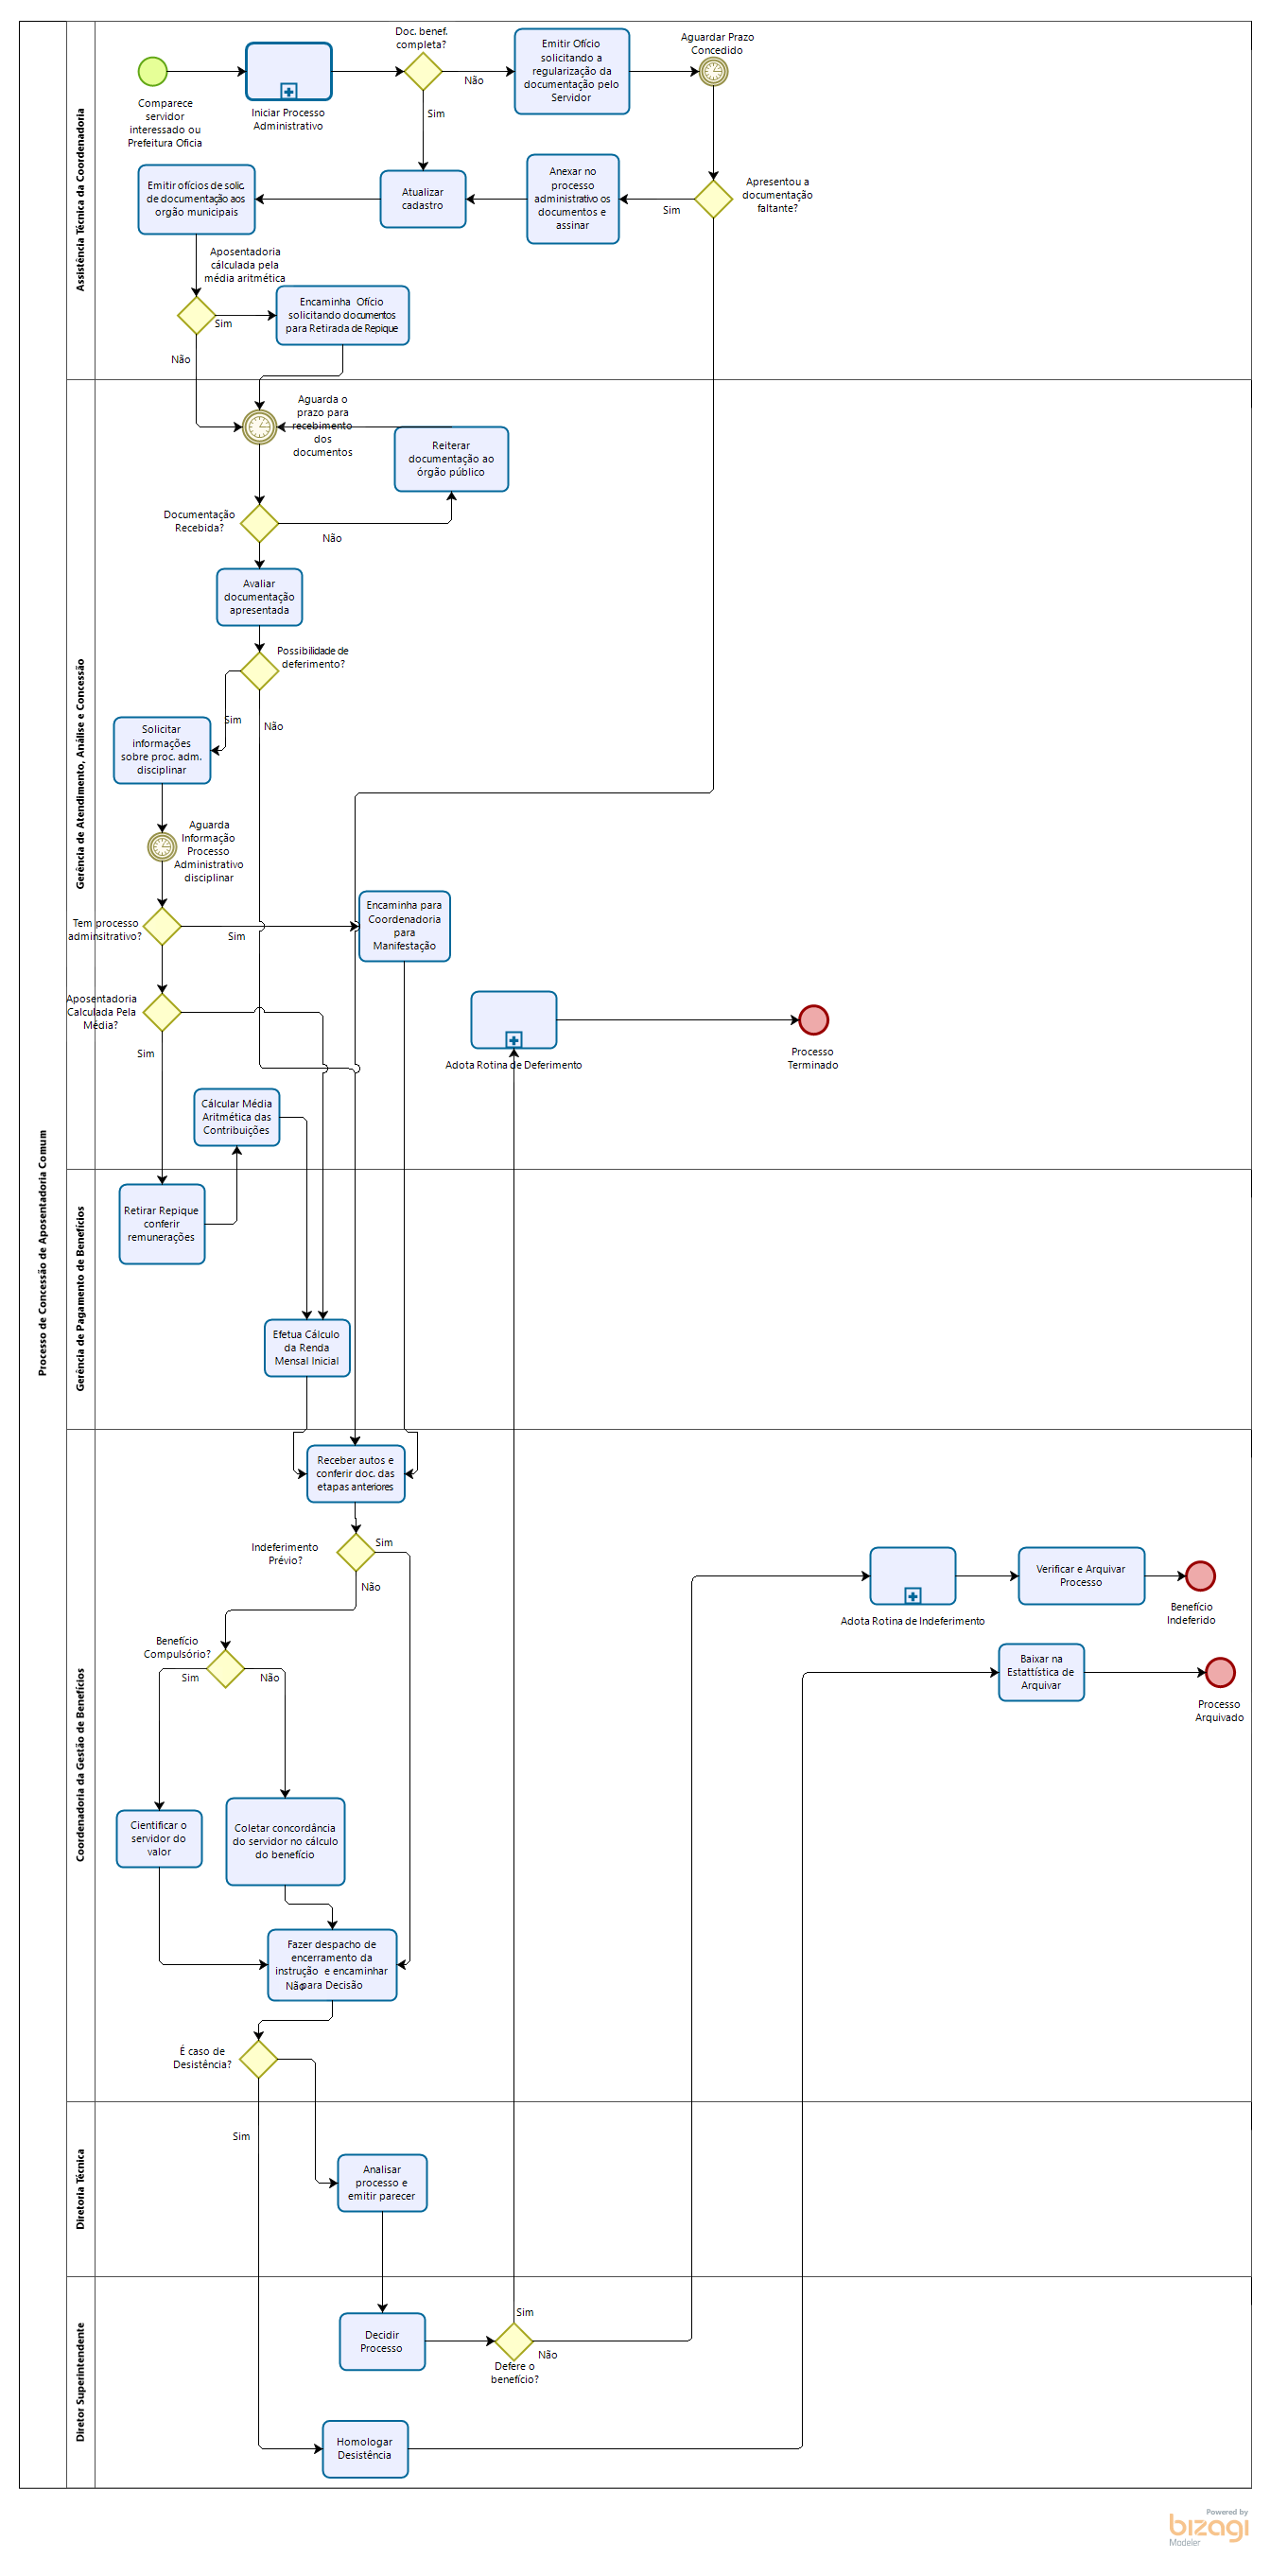 Processo de Concessão de Aposentadoria Comum
Assistência Técnica da Coordenadoria
Comparece
servidor
interessado ou
Prefeitura Oficia
Iniciar Processo
Administrativo
Doc. benef.
completa?
Não
Sim
Emitir Ofício
solicitando a
regularização da
documentação pelo
Servidor
Aguardar Prazo
Concedido
Apresentou a
documentação
faltante?
Sim
Anexar no
processo
administrativo os
documentos e
assinar
Atualizar
cadastro
Emitir ofícios de solic.
de documentação aos
orgão municipais
Aposentadoria
cálculada pela
média aritmética
Sim
Não
Encaminha Ofício
solicitando documentos
para Retirada de Repique
Gerência de Atendimento, Análise e Concessão
Aguarda o
prazo para
recebimento
dos
documentos
Reiterar
documentação ao
órgão público
Documentação
Recebida?
Não
Avaliar
documentação
apresentada
Possibilidade de
deferimento?
Sim
Não
Solicitar
informações
sobre proc. adm.
disciplinar
Aguarda
Informação
Processo
Administrativo
disciplinar
Tem processo
adminsitrativo?
Sim
Encaminha para
Coordenadoria
para
Manifestação
Aposentadoria
Calculada Pela
Média?
Sim
Adota Rotina de Deferimento
Processo
Terminado
Cálcular Média
Aritmética das
Contribuições
Gerência de Pagamento de Benefícios
Retirar Repique
conferir
remunerações
Efetua Cálculo
da Renda
Mensal Inicial
Coordenadoria da Gestão de Benefícios
Receber autos e
conferir doc. das
etapas anteriores
Indeferimento
Prévio?
Sim
Não
Benefício
Compulsório?
Sim
Não
Adota Rotina de Indeferimento
Verificar e Arquivar
Processo
Benefício
Indeferido
Baixar na
Estattística de
Arquivar
Processo
Arquivado
Cientificar o
servidor do
valor
Coletar concordância
do servidor no cálculo
do benefício
Fazer despacho de
encerramento da
instrução e encaminhar
para Decisão
Não
É caso de
Desistência?
Sim
Diretoria Técnica
Analisar
processo e
emitir parecer
Diretor Superintendente
Decidir
Processo
Sim
Não
Defere o
benefício?
Homologar
Desistência
Powered by
bizagi
Modeler